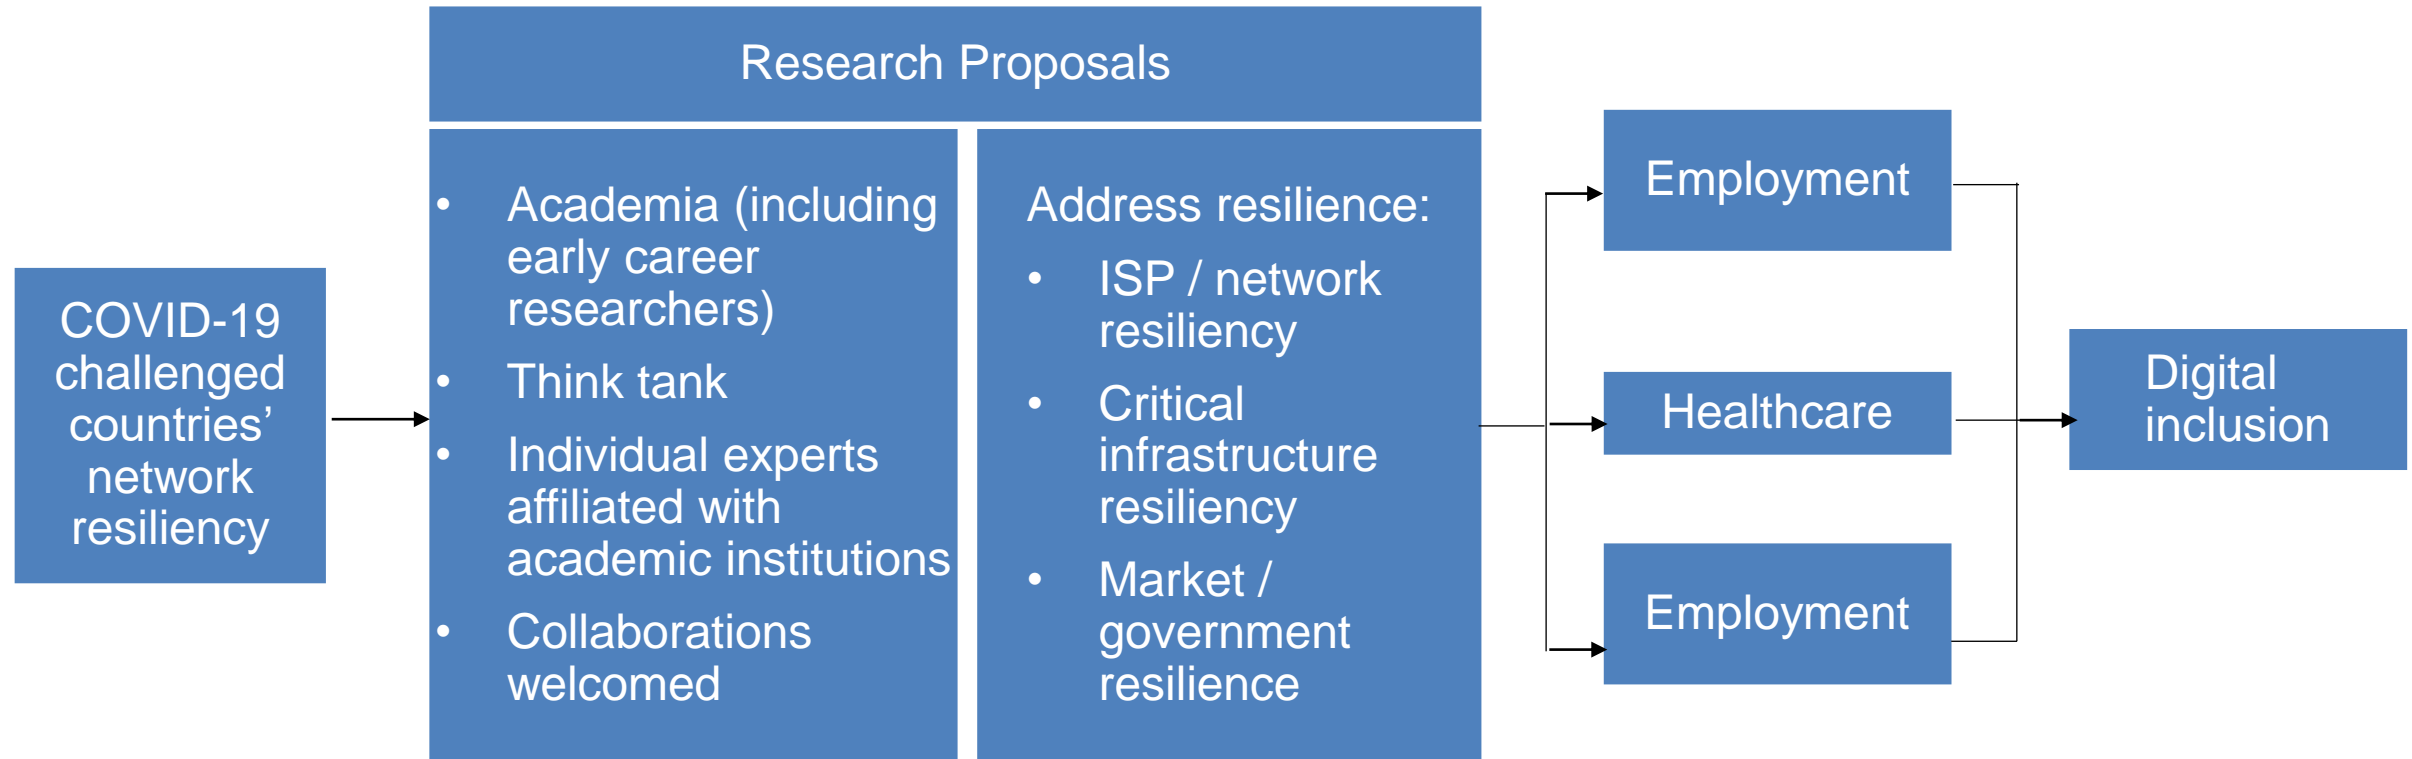 COVID-19
challenged
countries’
network
resiliency
Research Proposals
• Academia (including
early career
researchers)
• Think tank
• Individual experts
affiliated with
academic institutions
• Collaborations
welcomed
Address resilience:
• ISP / network
resiliency
• Critical
infrastructure
resiliency
• Market /
government
resilience
Employment
Healthcare
Employment
Digital
inclusion